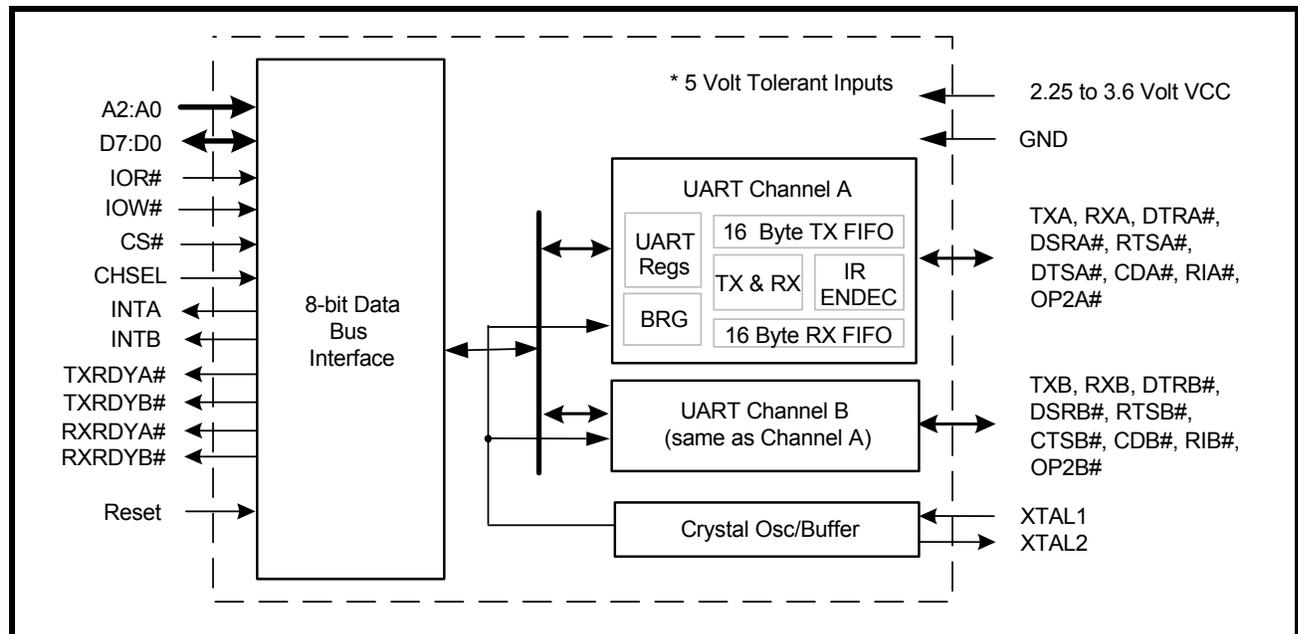 * 5 Volt Tolerant Inputs
A2:A0
D7:D0
IOR#
IOW#
CS#
CHSEL
INTA
INTB
TXRDYA#
TXRDYB#
RXRDYA#
RXRDYB#
Reset
8-bit Data
Bus
Interface
UART Channel A
UART
Regs
16 Byte TX FIFO
TX & RX
IR
ENDEC
BRG
16 Byte RX FIFO
UART Channel B
(same as Channel A)
Crystal Osc/Buffer
2.25 to 3.6 Volt VCC
GND
TXA, RXA, DTRA#,
DSRA#, RTSA#,
DTSA#, CDA#, RIA#,
OP2A#
TXB, RXB, DTRB#,
DSRB#, RTSB#,
CTSB#, CDB#, RIB#,
OP2B#
XTAL1
XTAL2